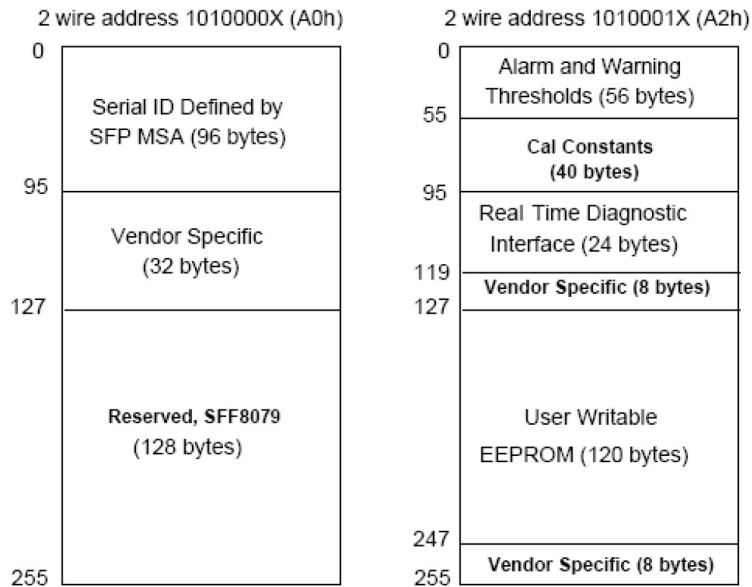 2 wire address 1010000X (A0h)
0
Serial ID Defined by
SFP MSA (96 bytes)
95
Vendor Specific
(32 bytes)
127
Reserved, SFF8079
(128 bytes)
255
2 wire address 1010001X (A2h)
0
Alarm and Warning
Thresholds (56 bytes)
55
Cal Constants
(40 bytes)
95
Real Time Diagnostic
Interface (24 bytes)
119
Vendor Specific (8 bytes)
127
User Writable
EEPROM (120 bytes)
247
Vendor Specific (8 bytes)
255